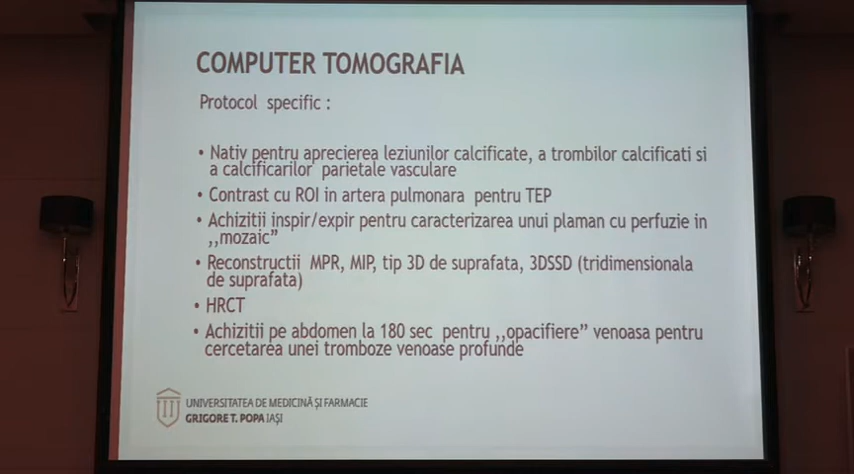 COMPUTER TOMOGRAFIA
Protocol specific :
• Nativ pentru aprecierea leziunilor calcificate, a trombilor calcificati si
a calcificarilor parietale vasculare
• Contrast cu ROI in artera pulmonara pentru TEP
• Achizitii inspir/expir pentru caracterizarea unui plaman cu perfuzie in
,,mozaic”
• Reconstructii MPR, MIP, tip 3D de suprafata, 3DSSD (tridimensionala
de suprafata)
• HRCT
• Achizitii pe abdomen la 180 sec pentru ,,opacifiere” venoasa pentru
cercetarea unei tromboze venoase profunde
UNIVERSITATEA DE MEDICINĂ ȘI FARMACIE
GRIGORE T. POPA IAȘI